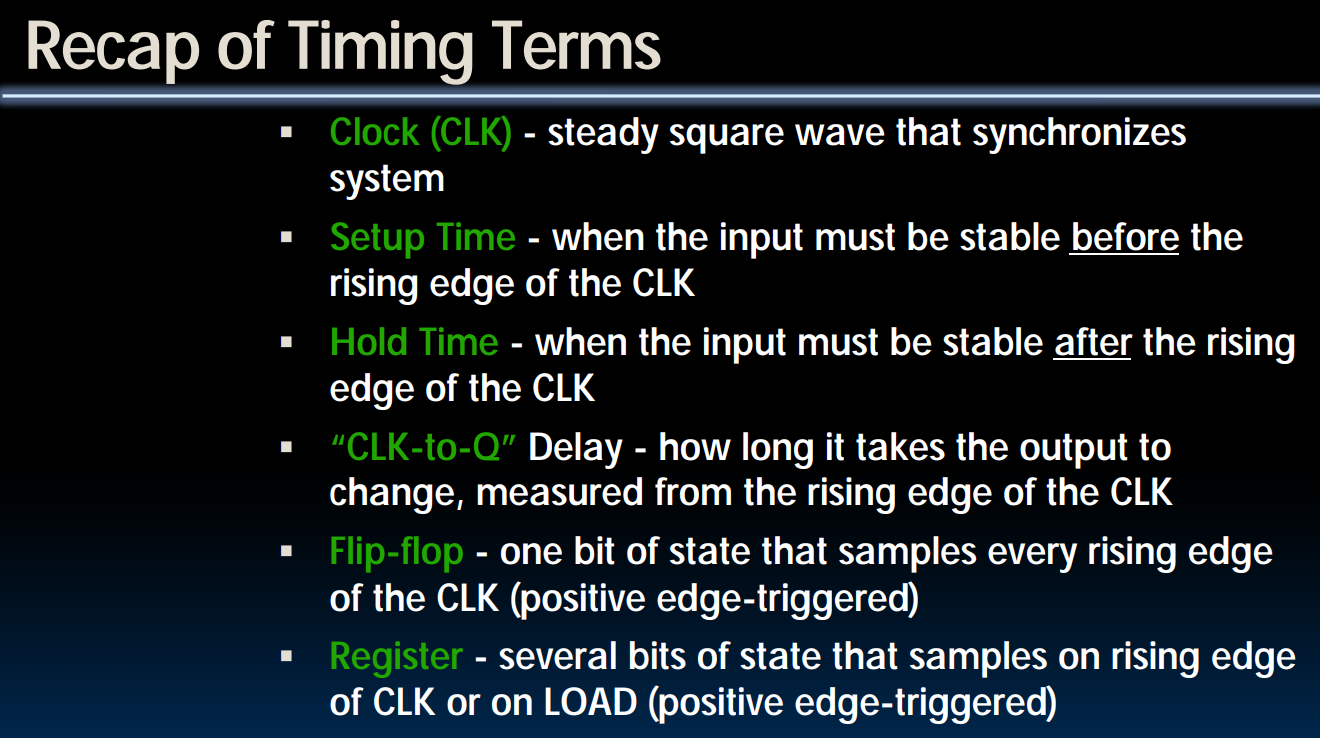 Recap of Timing Terms
▪ Clock (CLK) - steady square wave that synchronizes
system
▪ Setup Time - when the input must be stable before the
rising edge of the CLK
▪ Hold Time - when the input must be stable after the rising
edge of the CLK
▪ “CLK-to-Q” Delay - how long it takes the output to
change, measured from the rising edge of the CLK
▪ Flip-flop - one bit of state that samples every rising edge
of the CLK (positive edge-triggered)
▪ Register - several bits of state that samples on rising edge
of CLK or on LOAD (positive edge-triggered)